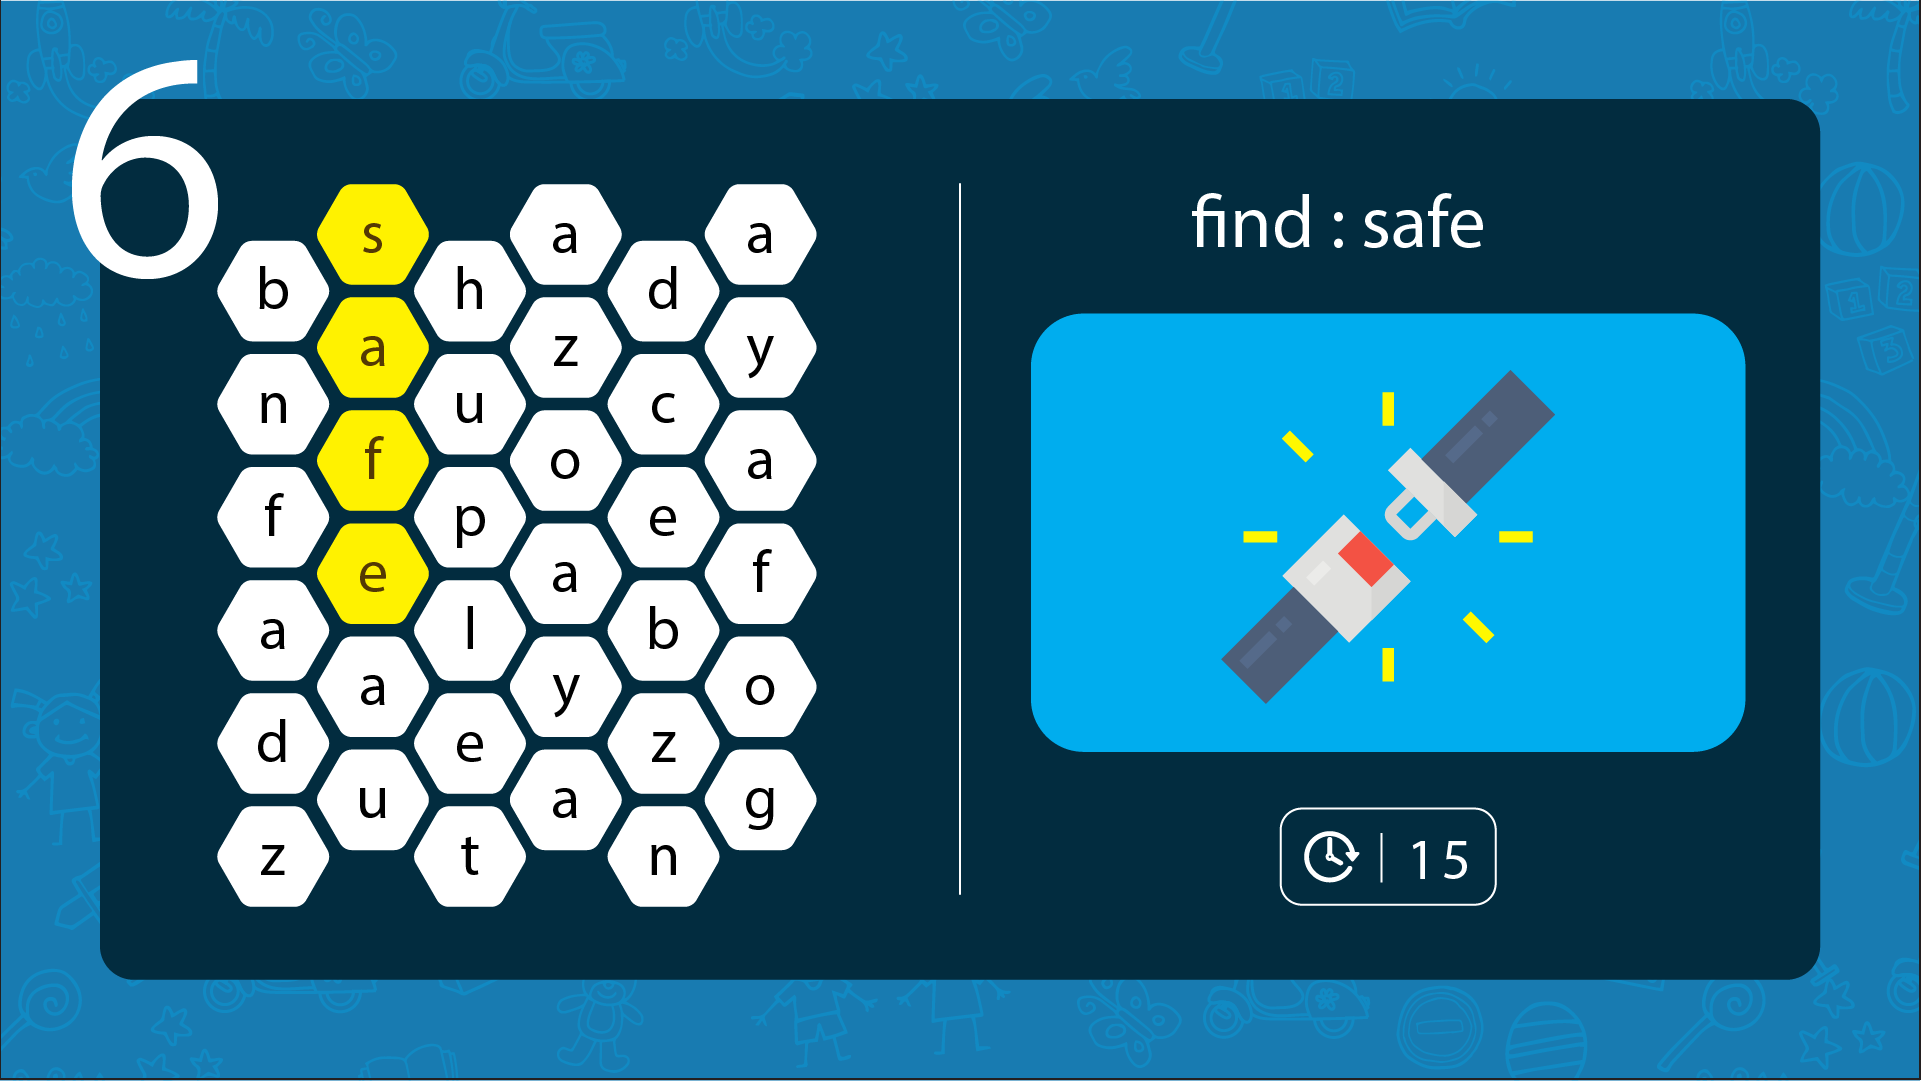 6
find : safe
s a a
b h d
a z y
n u c
f o a
f p e
e a f
a l b
a y o
d e z
u a g
z t n
15